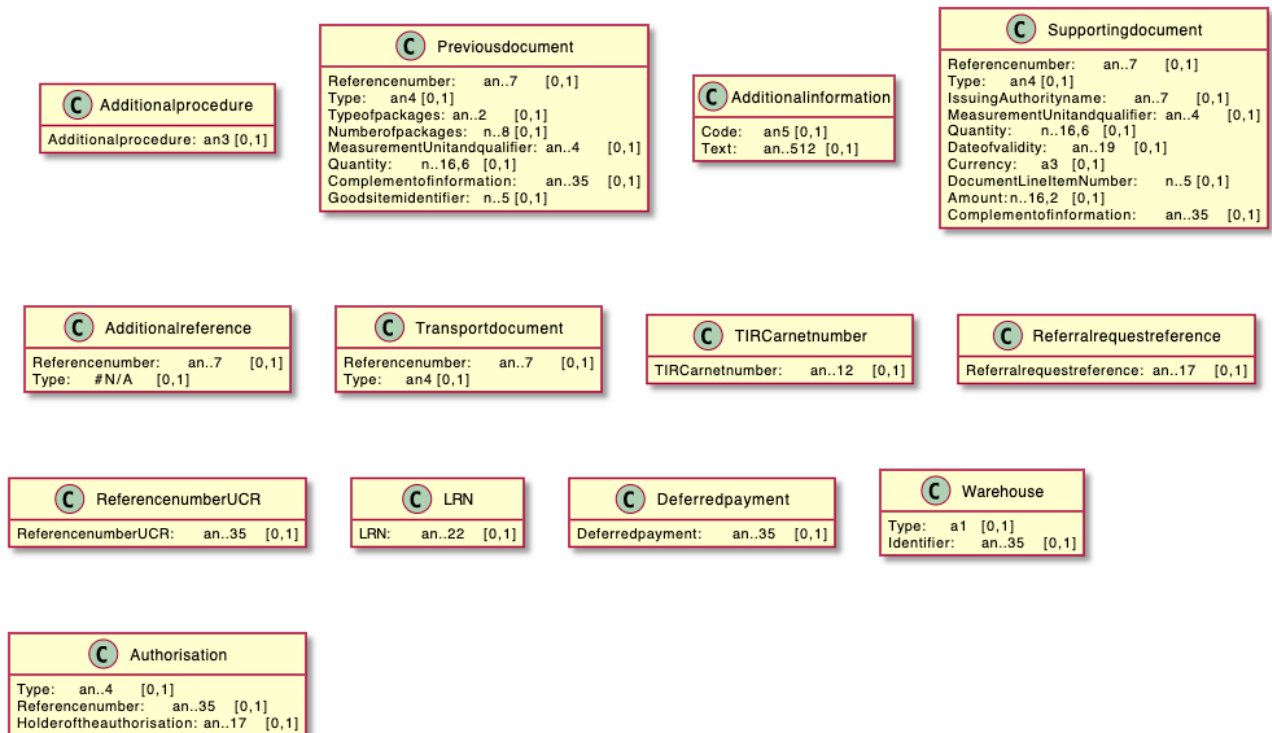 C Additionalprocedure
Additionalprocedure: an3 [0,1]
C Previousdocument
Referencenumber: an..7 [0,1]
Type: an4 [0,1]
Typeofpackages: an..2 [0,1]
Numberofpackages: n..8 [0,1]
MeasurementUnitandqualifier: an..4 [0,1]
Quantity: n..16,6 [0,1]
Complementofinformation: an..35 [0,1]
Goodsitemidentifier: n..5 [0,1]
C Additionalinformation
Code: an5 [0,1]
Text: an..512 [0,1]
C Supportingdocument
Referencenumber: an..7 [0,1]
Type: an4 [0,1]
IssuingAuthorityname: an..7 [0,1]
MeasurementUnitandqualifier: an..4 [0,1]
Quantity: n..16,6 [0,1]
Dateofvalidity: an..19 [0,1]
Currency: a3 [0,1]
DocumentLineItemNumber: n..5 [0,1]
Amount: n..16,2 [0,1]
Complementofinformation: an..35 [0,1]
C Additionalreference
Referencenumber: an..7 [0,1]
Type: #N/A [0,1]
C Transportdocument
Referencenumber: an..7 [0,1]
Type: an4 [0,1]
C TIRCarnetnumber
TIRCarnetnumber: an..12 [0,1]
C Referralrequestreference
Referralrequestreference: an..17 [0,1]
C ReferencenumberUCR
ReferencenumberUCR: an..35 [0,1]
C LRN
LRN: an..22 [0,1]
C Deferredpayment
Deferredpayment: an..35 [0,1]
C Warehouse
Type: a1 [0,1]
Identifier: an..35 [0,1]
C Authorisation
Type: an..4 [0,1]
Referencenumber: an..35 [0,1]
Holderoftheauthorisation: an..17 [0,1]